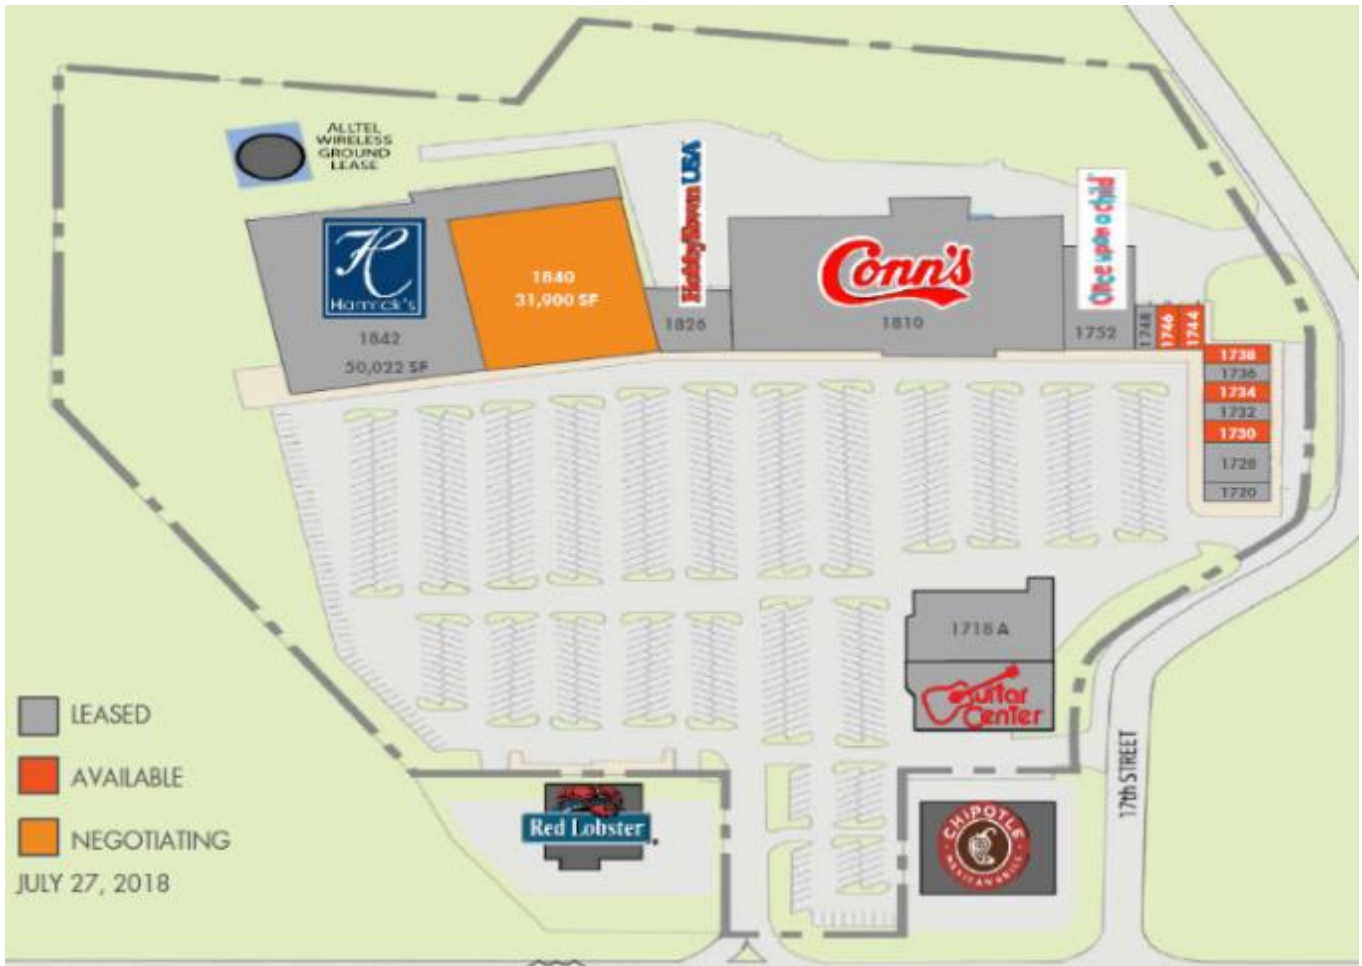 ALLTEL
WIRELESS
GROUND
LEASE
HobbyTown USA
Once upon a child
H
Hamrick's
1842
50,022 SF
1840
31,900 SF
1826
Conn's
1810
1752
1748
1746
1744
1738
1736
1734
1732
1730
1728
1720
1718 A
Guitar
Center
LEASED
AVAILABLE
NEGOTIATING
JULY 27, 2018
Red Lobster
CHIPOTLE
MEXICAN GRILL
17th STREET